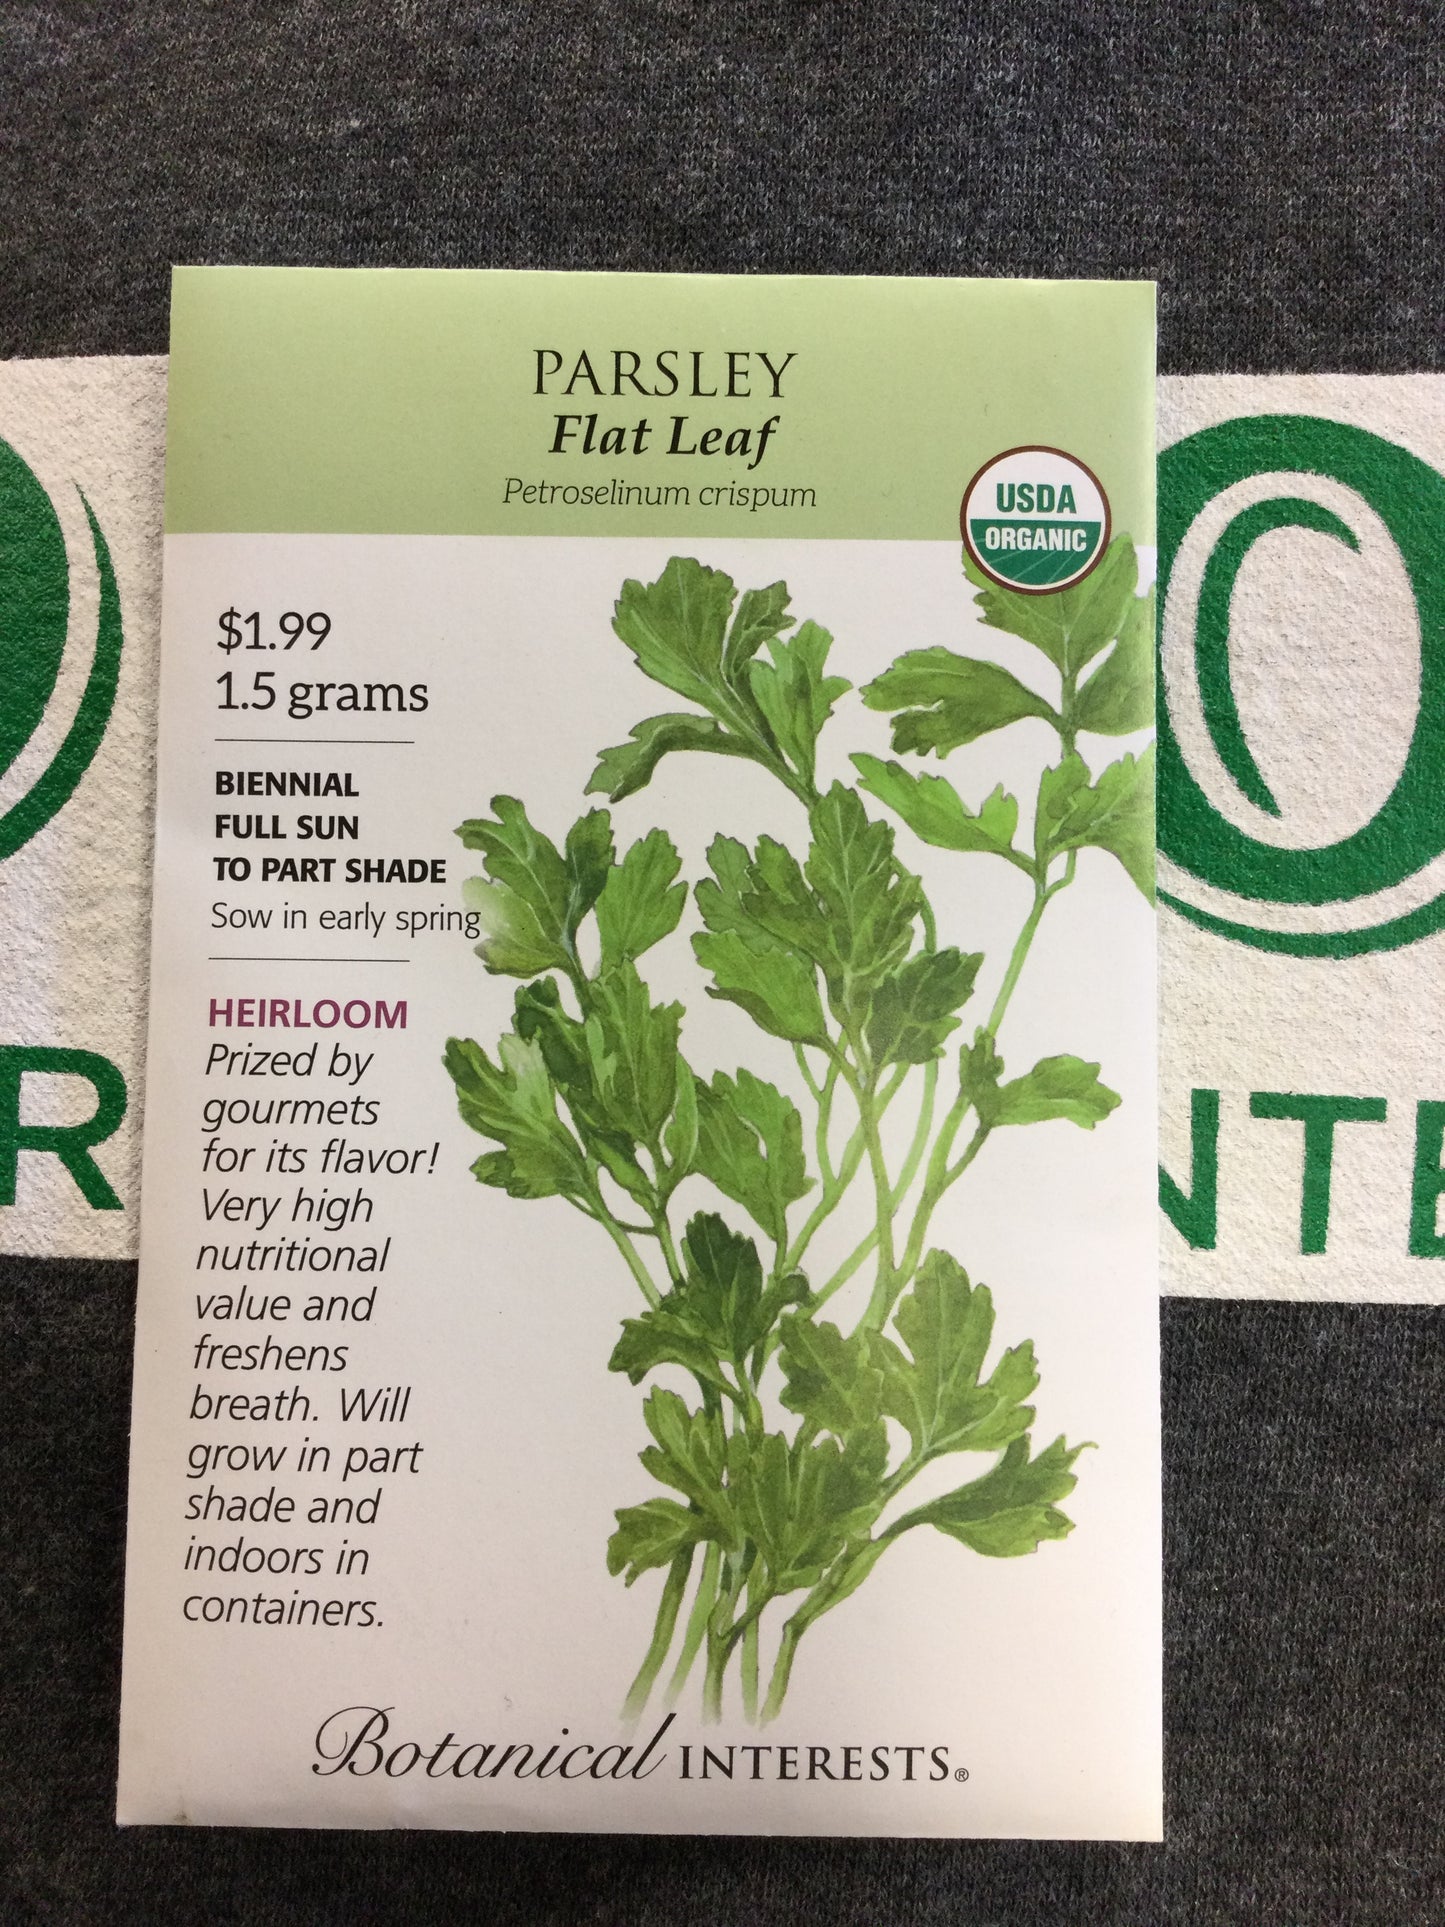 PARSLEY
Flat Leaf
Petroselinum crispum
USDA
ORGANIC
$1.99
1.5 grams
BIENNIAL
FULL SUN
TO PART SHADE
Sow in early spring
HEIRLOOM
Prized by
gourmets
for its flavor!
Very high
nutritional
value and
freshens
breath. Will
grow in part
shade and
indoors in
containers.
Botanical INTERESTS®